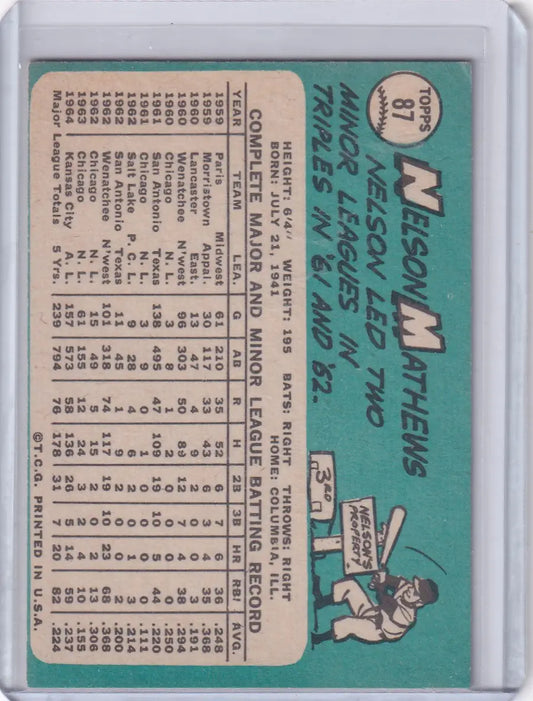 TOPPS
87
NELSON MATHEWS
NELSON LED TWO
MINOR LEAGUES IN
TRIPLES IN '61 AND '62.
NELSON'S
PROPERTY
3RD
HEIGHT: 6'4" WEIGHT: 195 BATS: RIGHT THROWS: RIGHT
BORN: JULY 21, 1941 HOME: COLUMBIA, ILL.
COMPLETE MAJOR AND MINOR LEAGUE BATTING RECORD
YEAR TEAM LEA. G AB R H 2B 3B HR RBI AVG.
1959 Paris Midwest 61 210 35 52 6 7 6 36 .248
1959 Morristown Appal. 30 117 33 43 6 3 4 35 .368
1960 Lancaster East. 13 47 4 9 2 0 1 3 .191
1960 Wenatchee N'west 96 303 50 89 12 7 4 38 .294
1960 Chicago N. L. 3 8 1 2 0 0 0 0 .250
1961 San Antonio Texas 138 495 47 109 19 10 5 44 .220
1961 Chicago N. L. 3 9 0 1 0 0 0 0 .111
1962 Salt Lake P. C. L. 9 28 4 6 2 0 1 3 .214
1962 San Antonio Texas 11 45 1 9 2 0 0 2 .200
1962 Wenatchee N'west 101 318 74 117 19 10 23 68 .368
1962 Chicago N. L. 15 49 5 15 2 0 2 13 .306
1963 Chicago N. L. 61 155 12 24 3 2 4 10 .155
1964 Kansas City A. L. 157 573 58 136 26 5 14 59 .237
Major League Totals 5 Yrs. 239 794 76 178 31 7 20 82 .224
©T.C.G. PRINTED IN U.S.A.